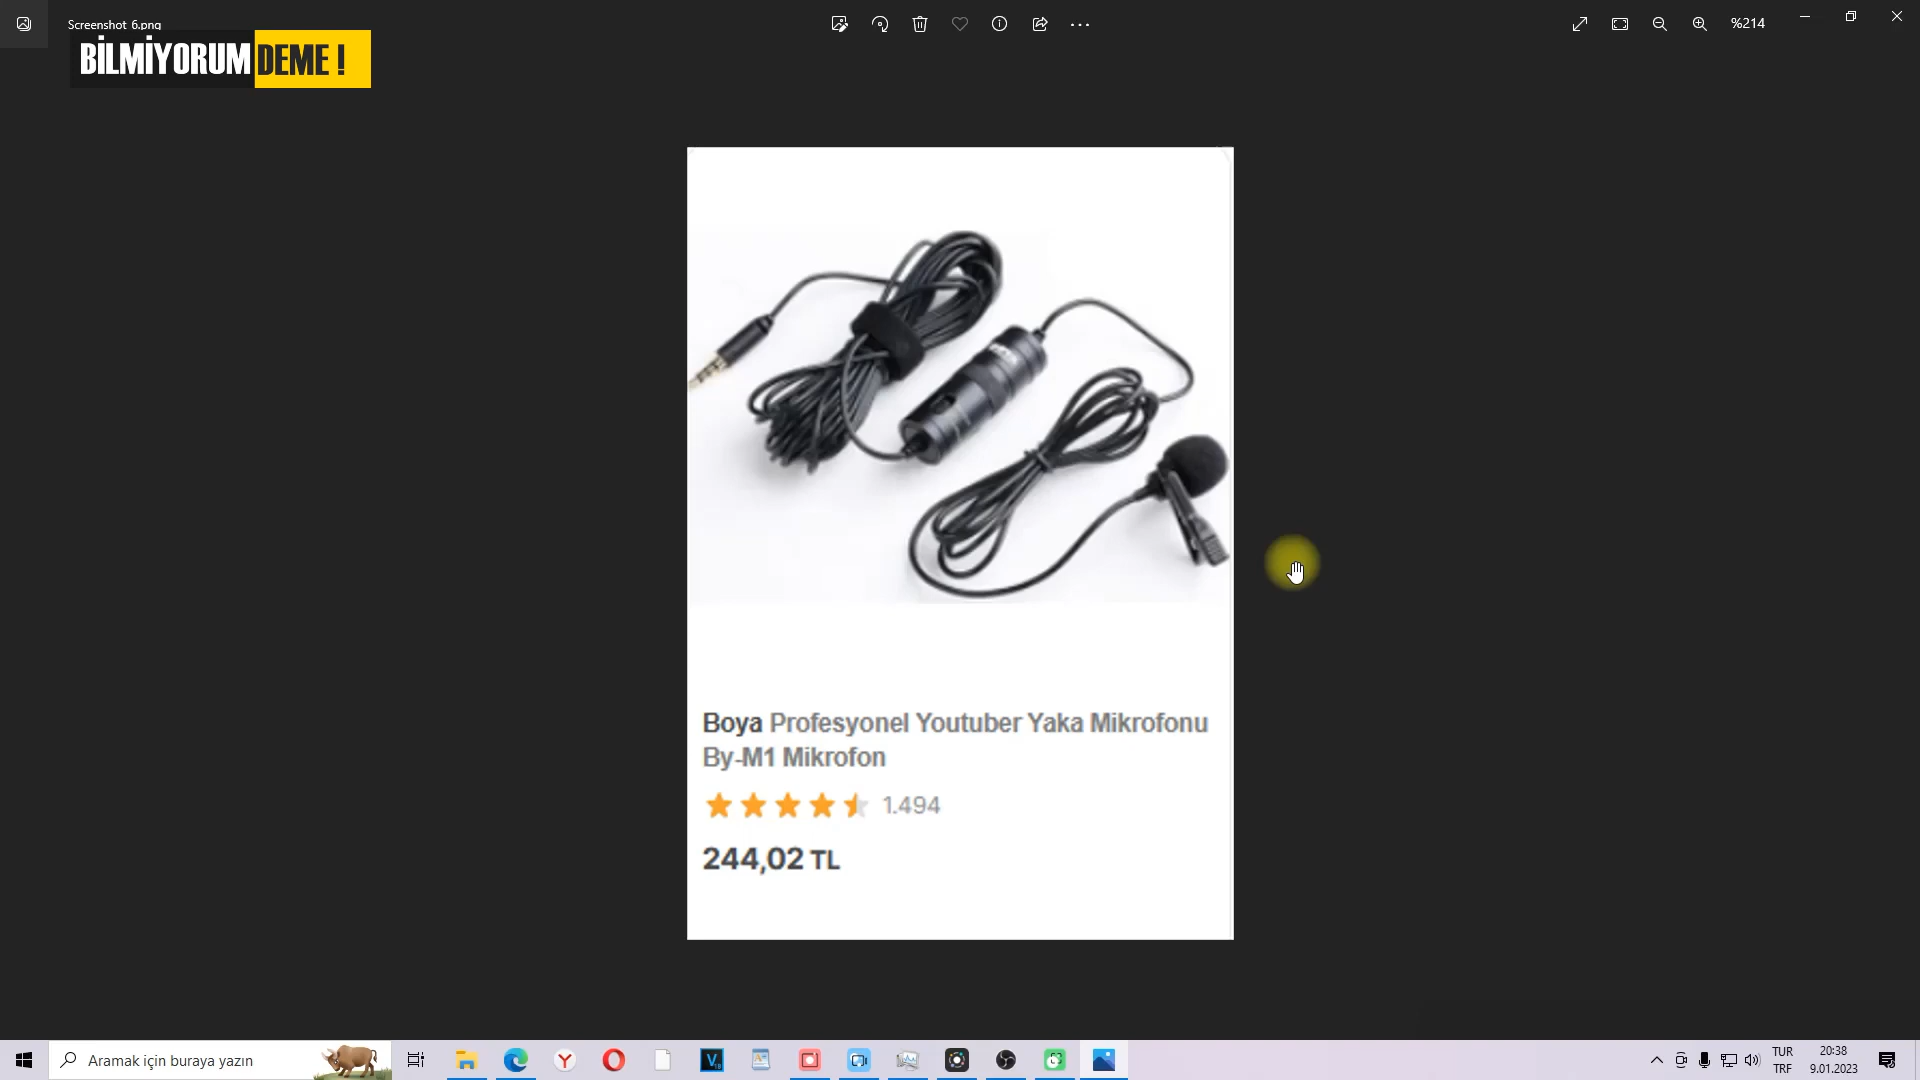 Screenshot 6.png
%214
BİLMİYORUM DEME !
Boya Profesyonel Youtuber Yaka Mikrofonu
By-M1 Mikrofon
1.494
244,02 TL
Aramak için buraya yazın
TUR
TRF
20:38
9.01.2023